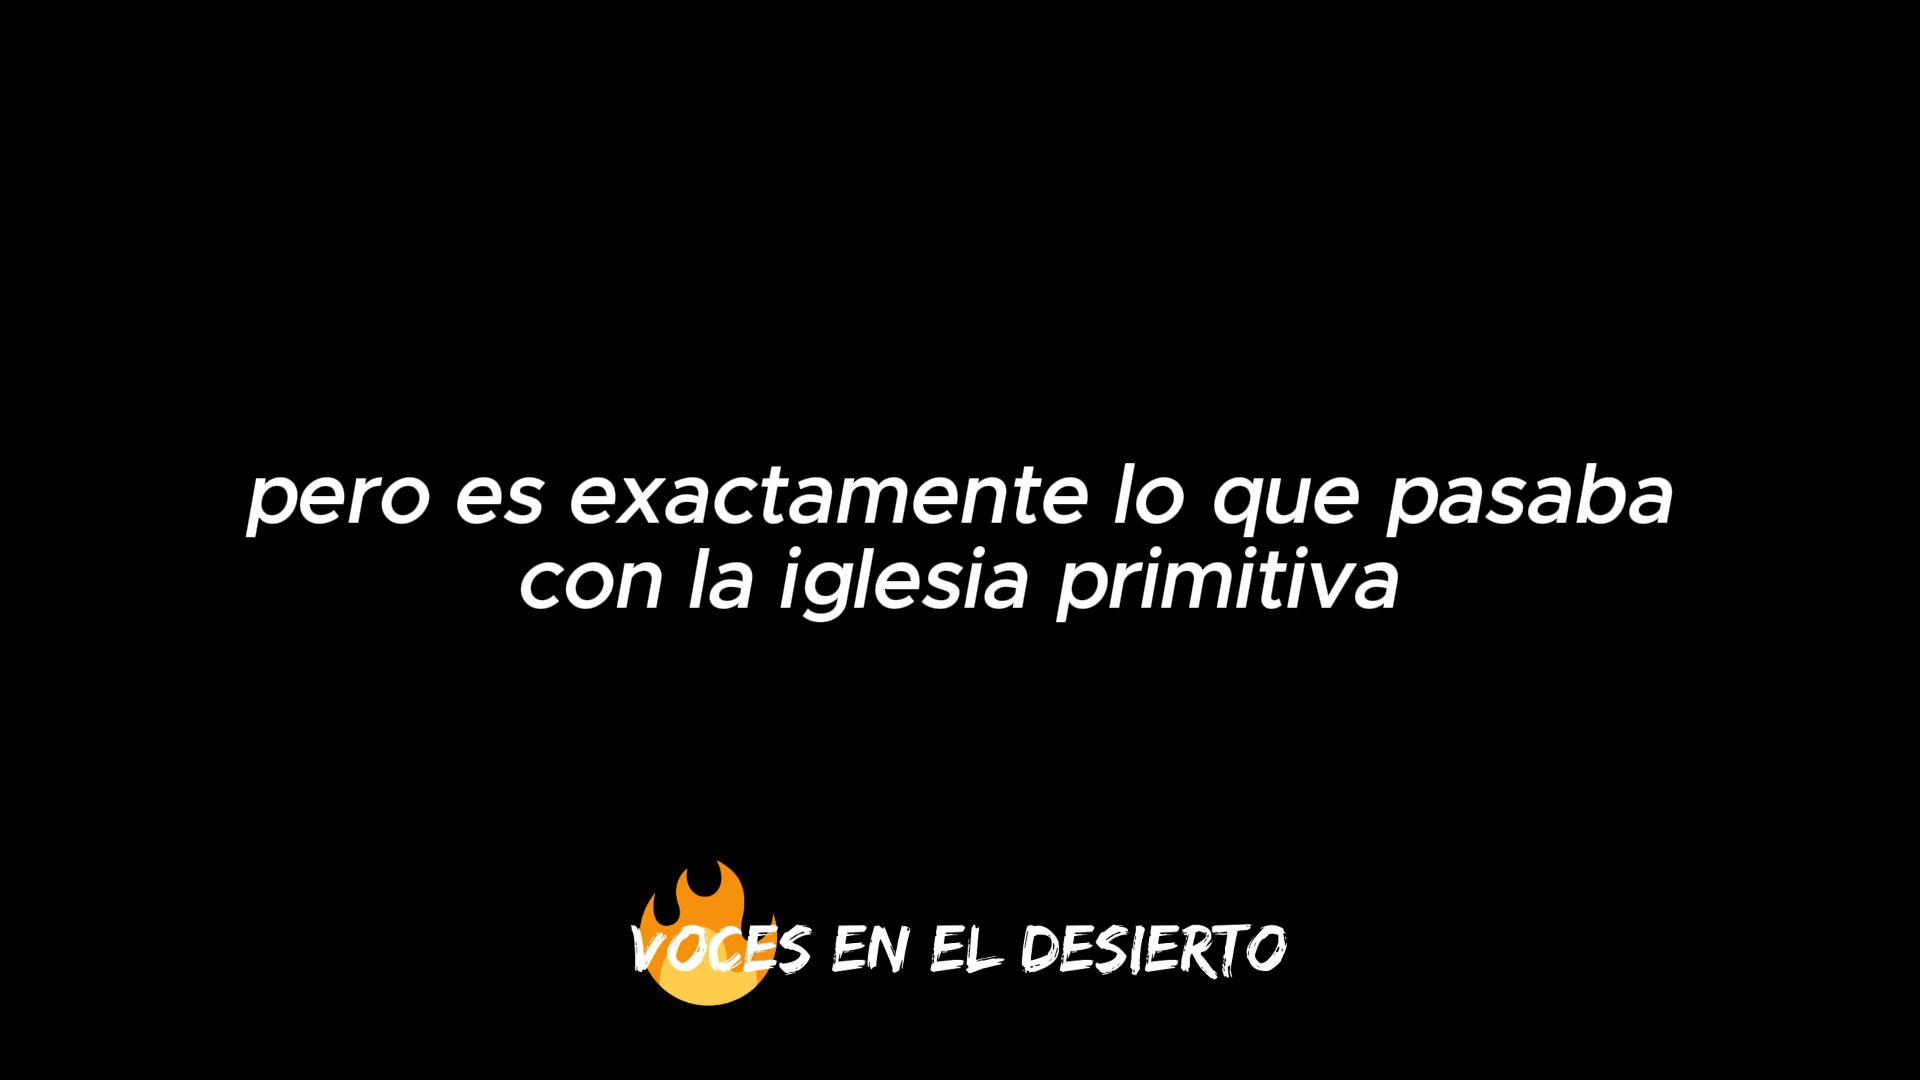 pero es exactamente lo que pasaba
con la iglesia primitiva
VOCES EN EL DESIERTO